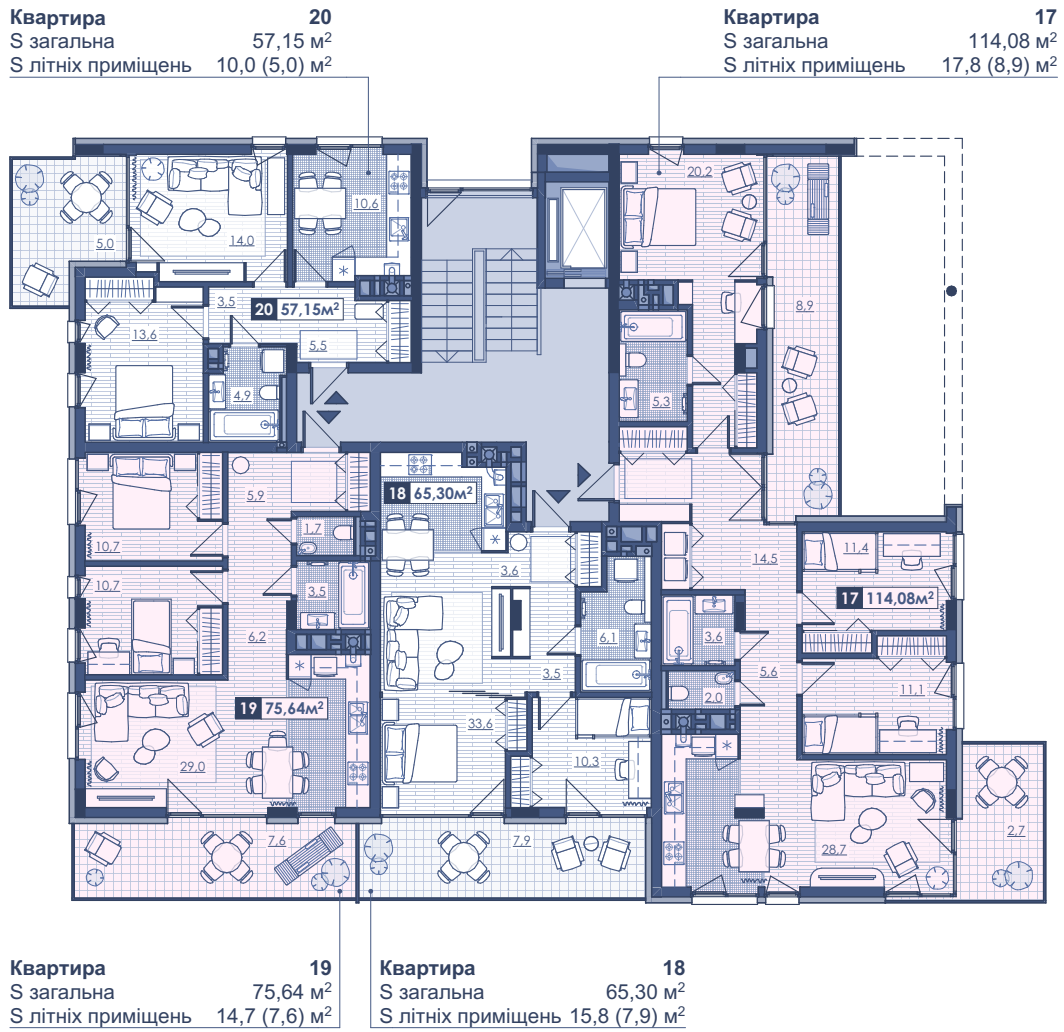 Квартира 20
S загальна 57,15 м²
S літніх приміщень 10,0 (5,0) м²
Квартира 17
S загальна 114,08 м²
S літніх приміщень 17,8 (8,9) м²
20,2
10,6
14,0
5,0
3,5
20 57,15м²
8,9
13,6
5,5
4,9
5,3
18 65,30м²
5,9
1,7
10,7
14,5
11,4
3,6
10,7
3,5
17 114,08м²
6,2
6,1
3,6
5,6
3,5
2,0
11,1
19 75,64м²
33,6
29,0
10,3
2,7
7,6
7,9
28,7
Квартира 19
S загальна 75,64 м²
S літніх приміщень 14,7 (7,6) м²
Квартира 18
S загальна 65,30 м²
S літніх приміщень 15,8 (7,9) м²